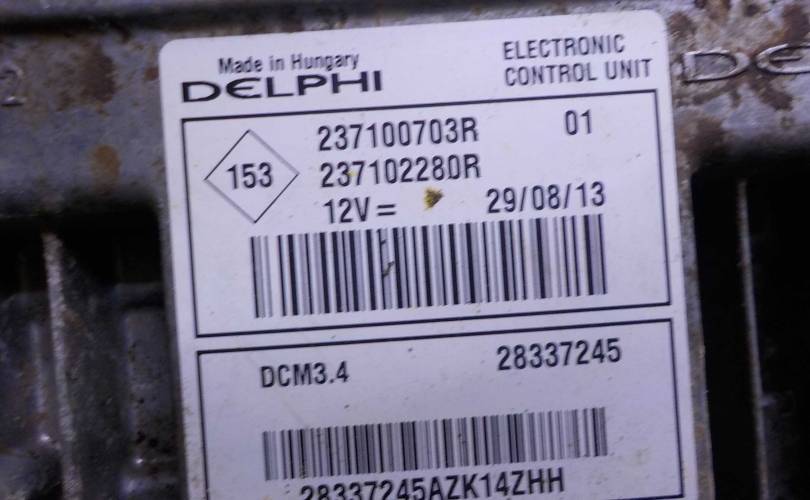 Made in Hungary
DELPHI
ELECTRONIC
CONTROL UNIT
237100703R 01
153
237102280R
12V= 29/08/13
DCM3.4 28337245
28337245AZK14ZHH